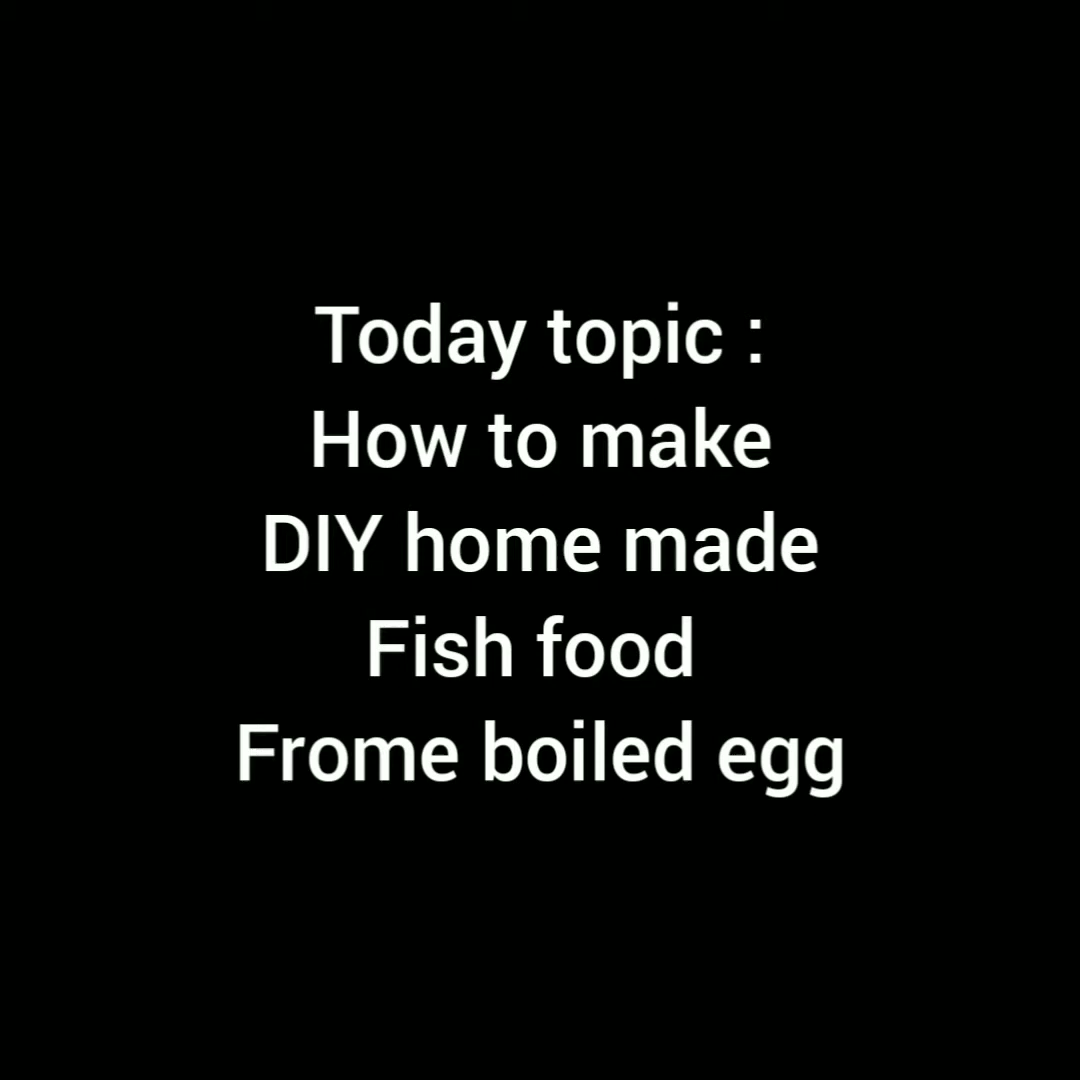 Today topic :
How to make
DIY home made
Fish food
Frome boiled egg